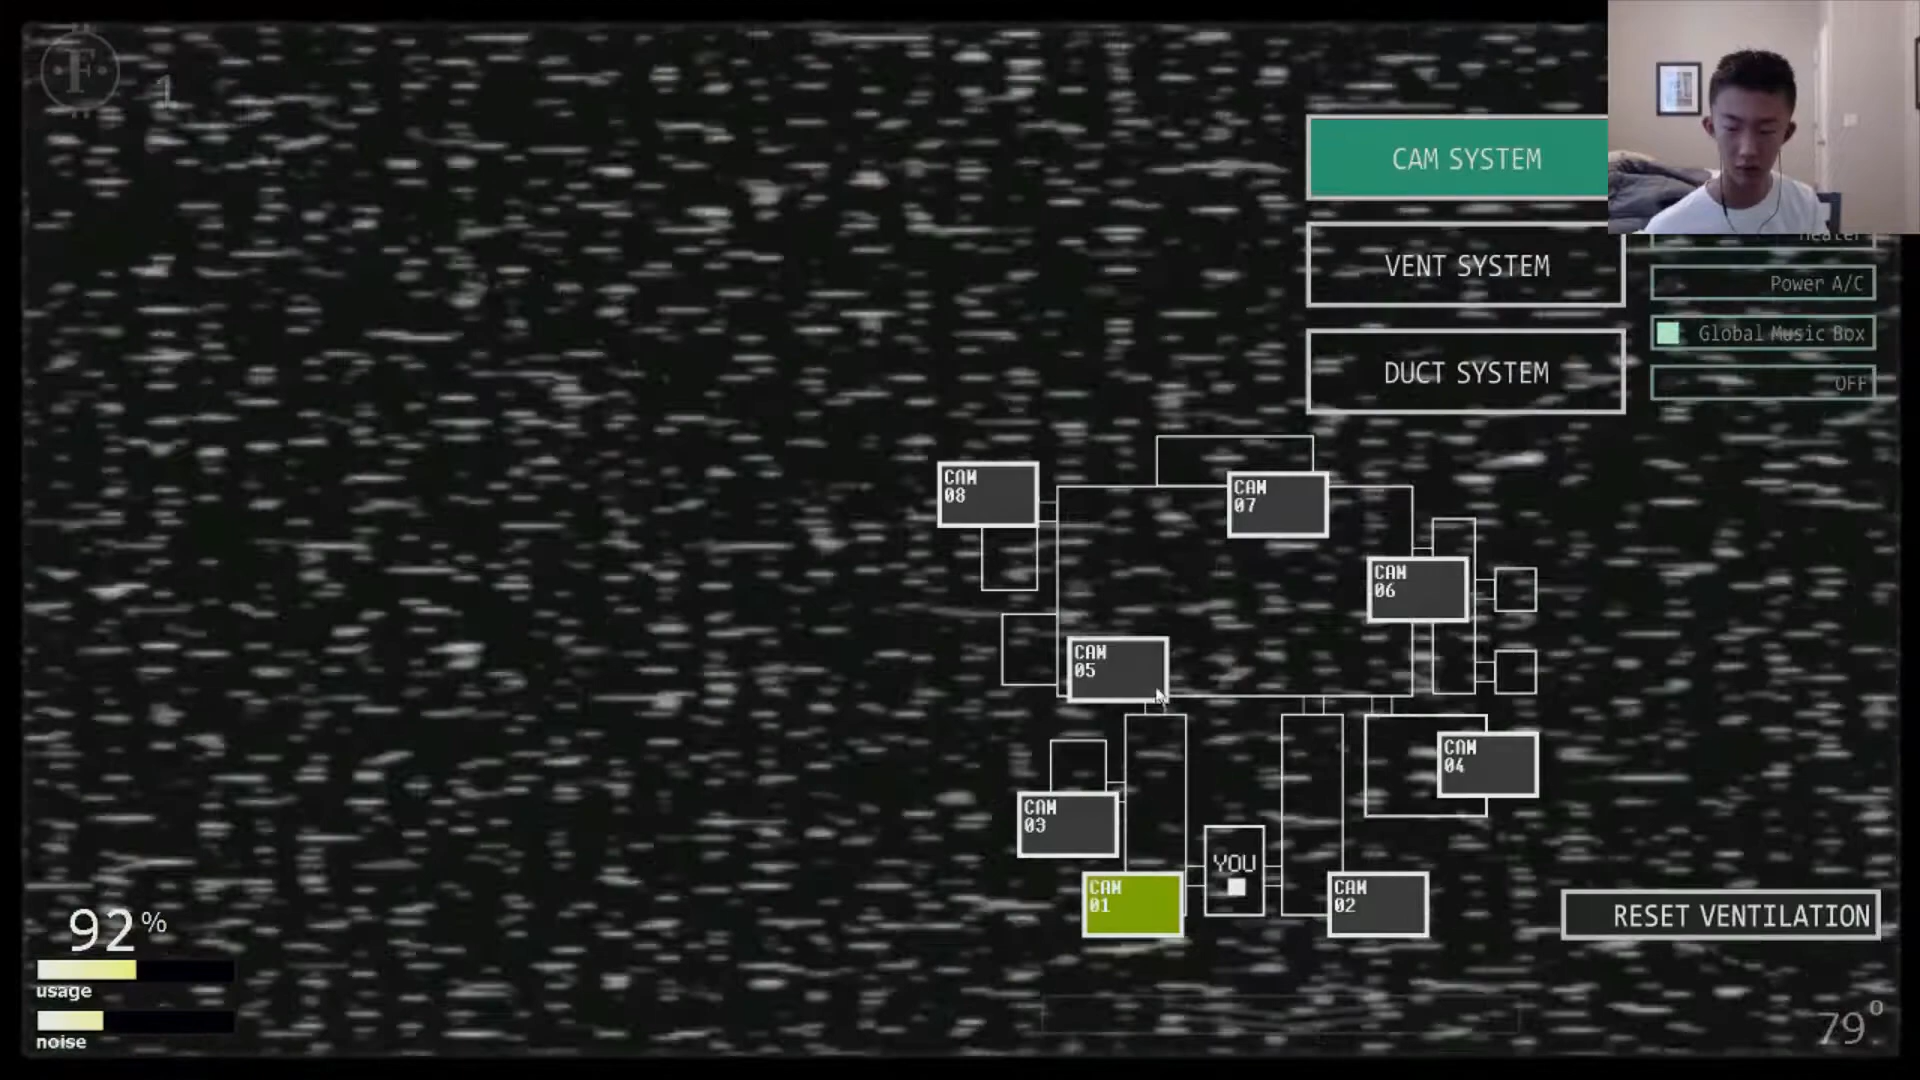 F
1
CAM SYSTEM
VENT SYSTEM
DUCT SYSTEM
Heater
Power A/C
Global Music Box
OFF
CAM
08
CAM
07
CAM
06
CAM
05
CAM
04
CAM
03
YOU
CAM
01
CAM
02
RESET VENTILATION
92%
usage
noise
79°